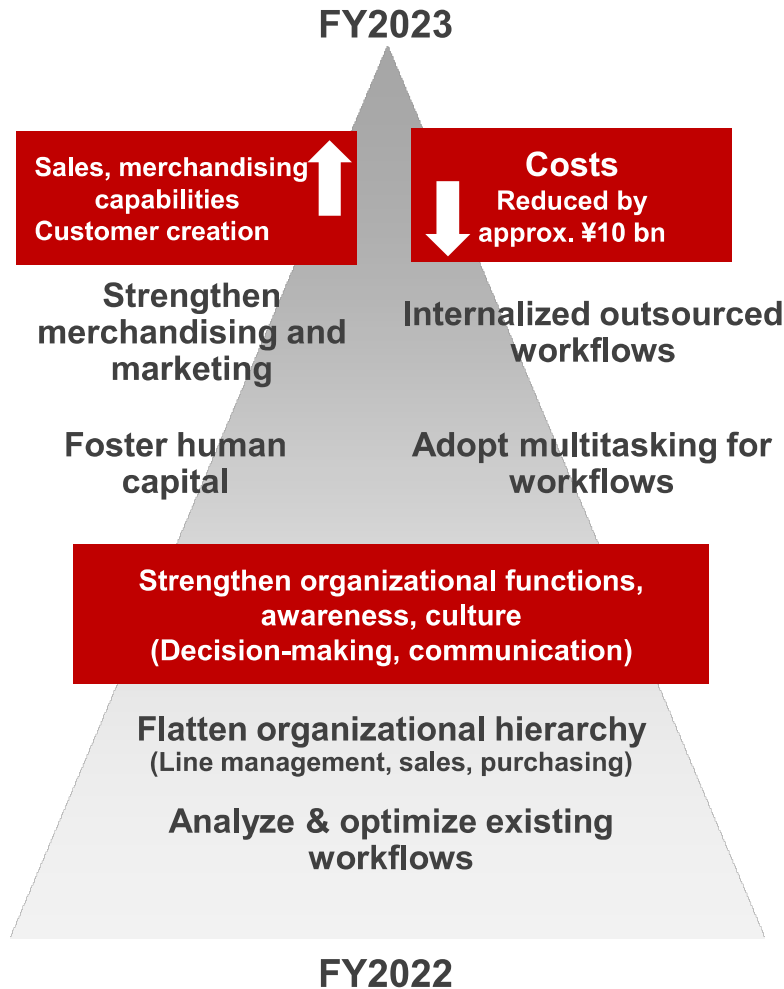 FY2023
Sales, merchandising
capabilities
Customer creation
Costs
Reduced by
approx. ¥10 bn
Strengthen
merchandising and
marketing
Internalized outsourced
workflows
Foster human
capital
Adopt multitasking for
workflows
Strengthen organizational functions,
awareness, culture
(Decision-making, communication)
Flatten organizational hierarchy
(Line management, sales, purchasing)
Analyze & optimize existing
workflows
FY2022